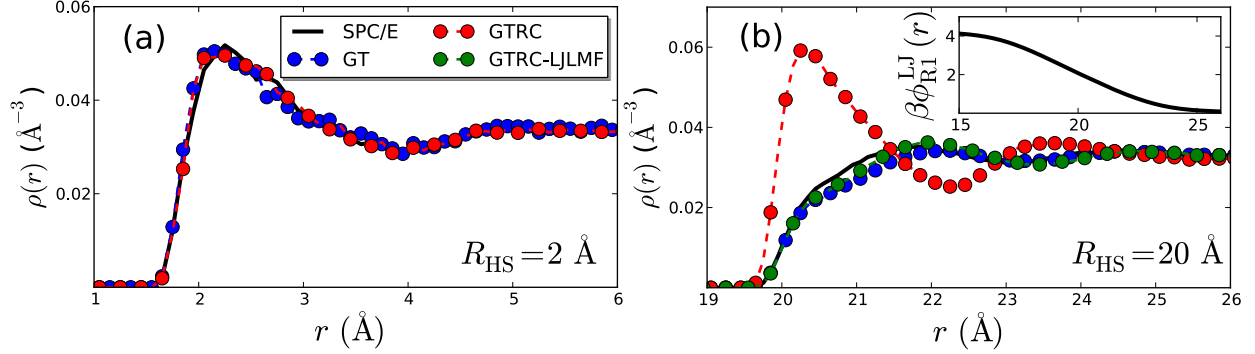 (a)
SPC/E
GT
GTRC
GTRC-LJLMF
0.06
0.04
0.02
ρ(r) (Å⁻³)
1 2 3 4 5 6
r (Å)
R_HS = 2 Å
(b)
0.06
0.04
0.02
ρ(r) (Å⁻³)
19 20 21 22 23 24 25 26
r (Å)
R_HS = 20 Å
βϕ_R1^LJ (r)
4
2
15 20 25